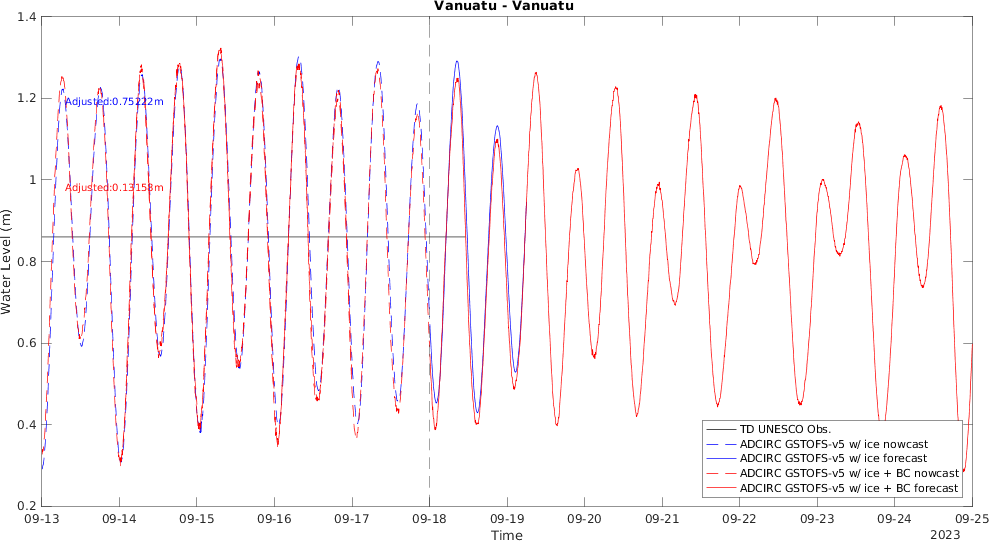 Vanuatu - Vanuatu
1.4
1.2
1
0.8
0.6
0.4
0.2
Water Level (m)
Adjusted:0.75222m
Adjusted:0.13153m
TD UNESCO Obs.
ADCIRC GSTOFS-v5 w/ ice nowcast
ADCIRC GSTOFS-v5 w/ ice forecast
ADCIRC GSTOFS-v5 w/ ice + BC nowcast
ADCIRC GSTOFS-v5 w/ ice + BC forecast
09-13 09-14 09-15 09-16 09-17 09-18 09-19 09-20 09-21 09-22 09-23 09-24 09-25
Time
2023